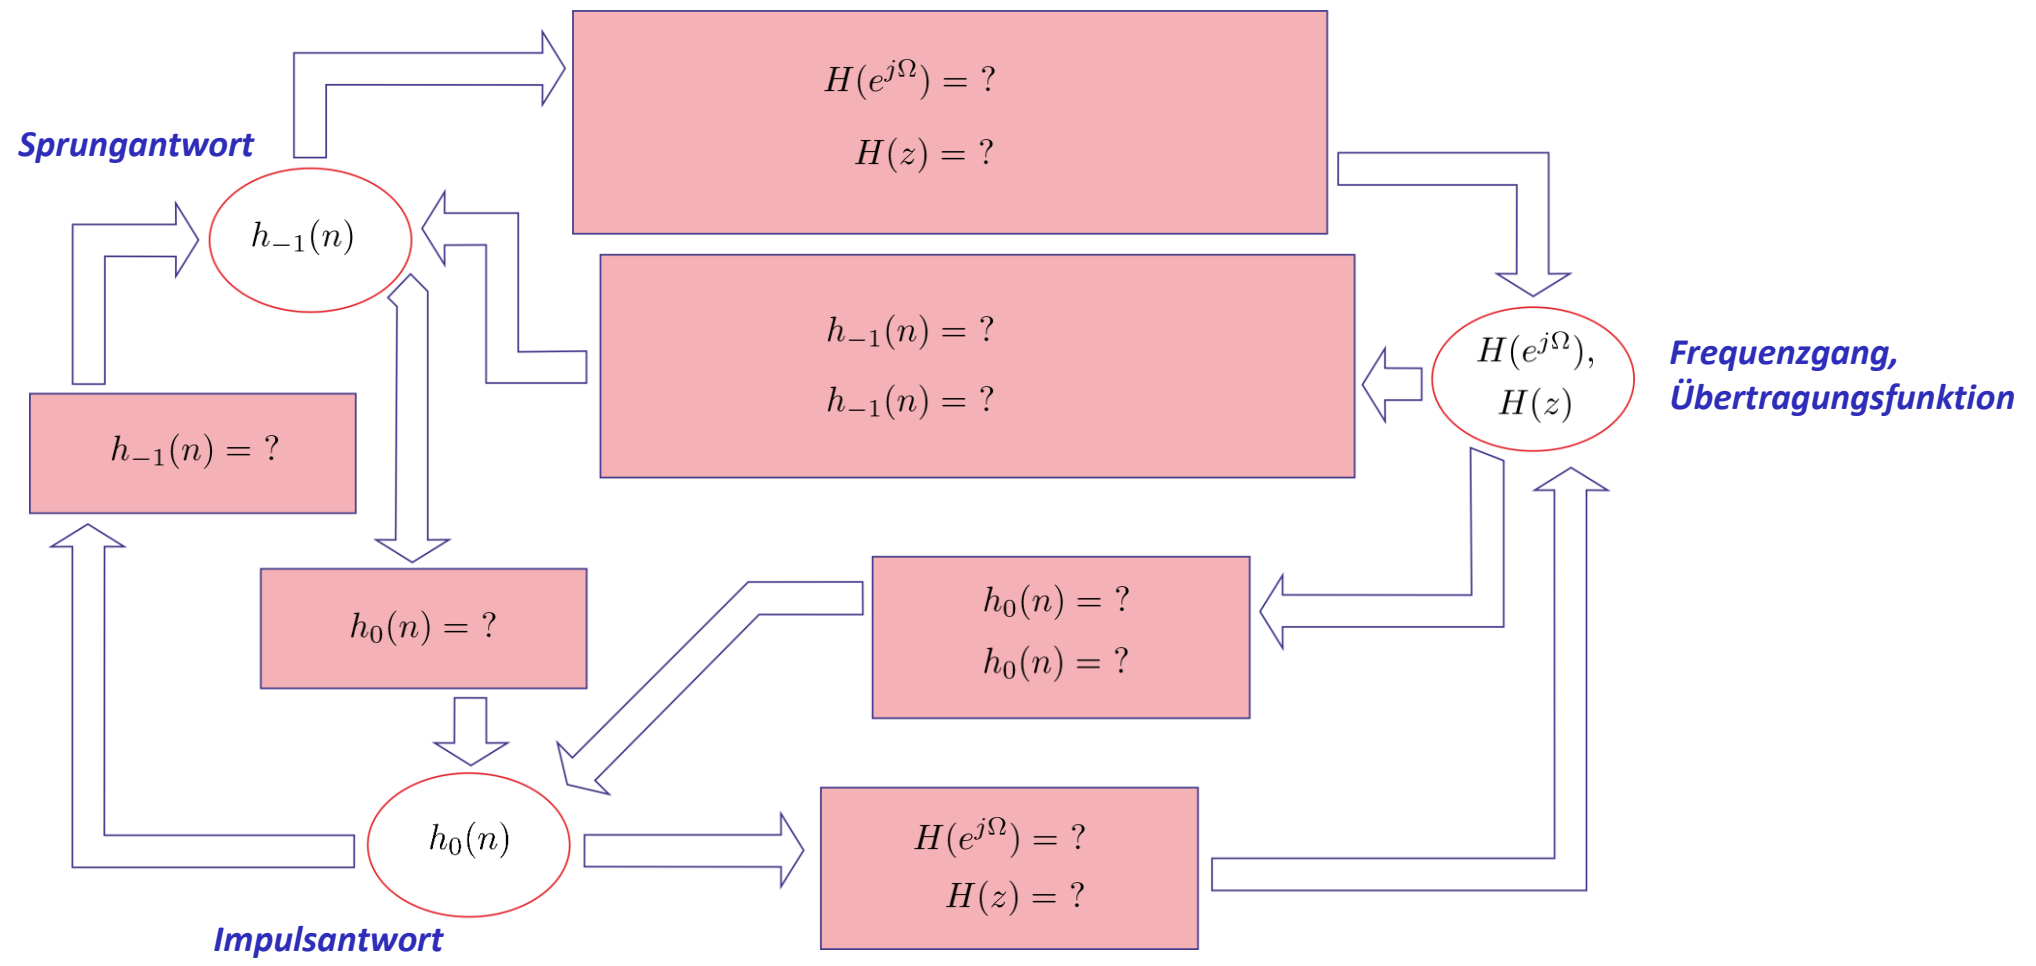 H(e^{jΩ}) = ?
H(z) = ?
Sprungantwort
h_{−1}(n)
h_{−1}(n) = ?
h_{−1}(n) = ?
H(e^{jΩ}),
H(z)
Frequenzgang,
Übertragungsfunktion
h_{−1}(n) = ?
h_0(n) = ?
h_0(n) = ?
h_0(n) = ?
h_0(n)
H(e^{jΩ}) = ?
H(z) = ?
Impulsantwort